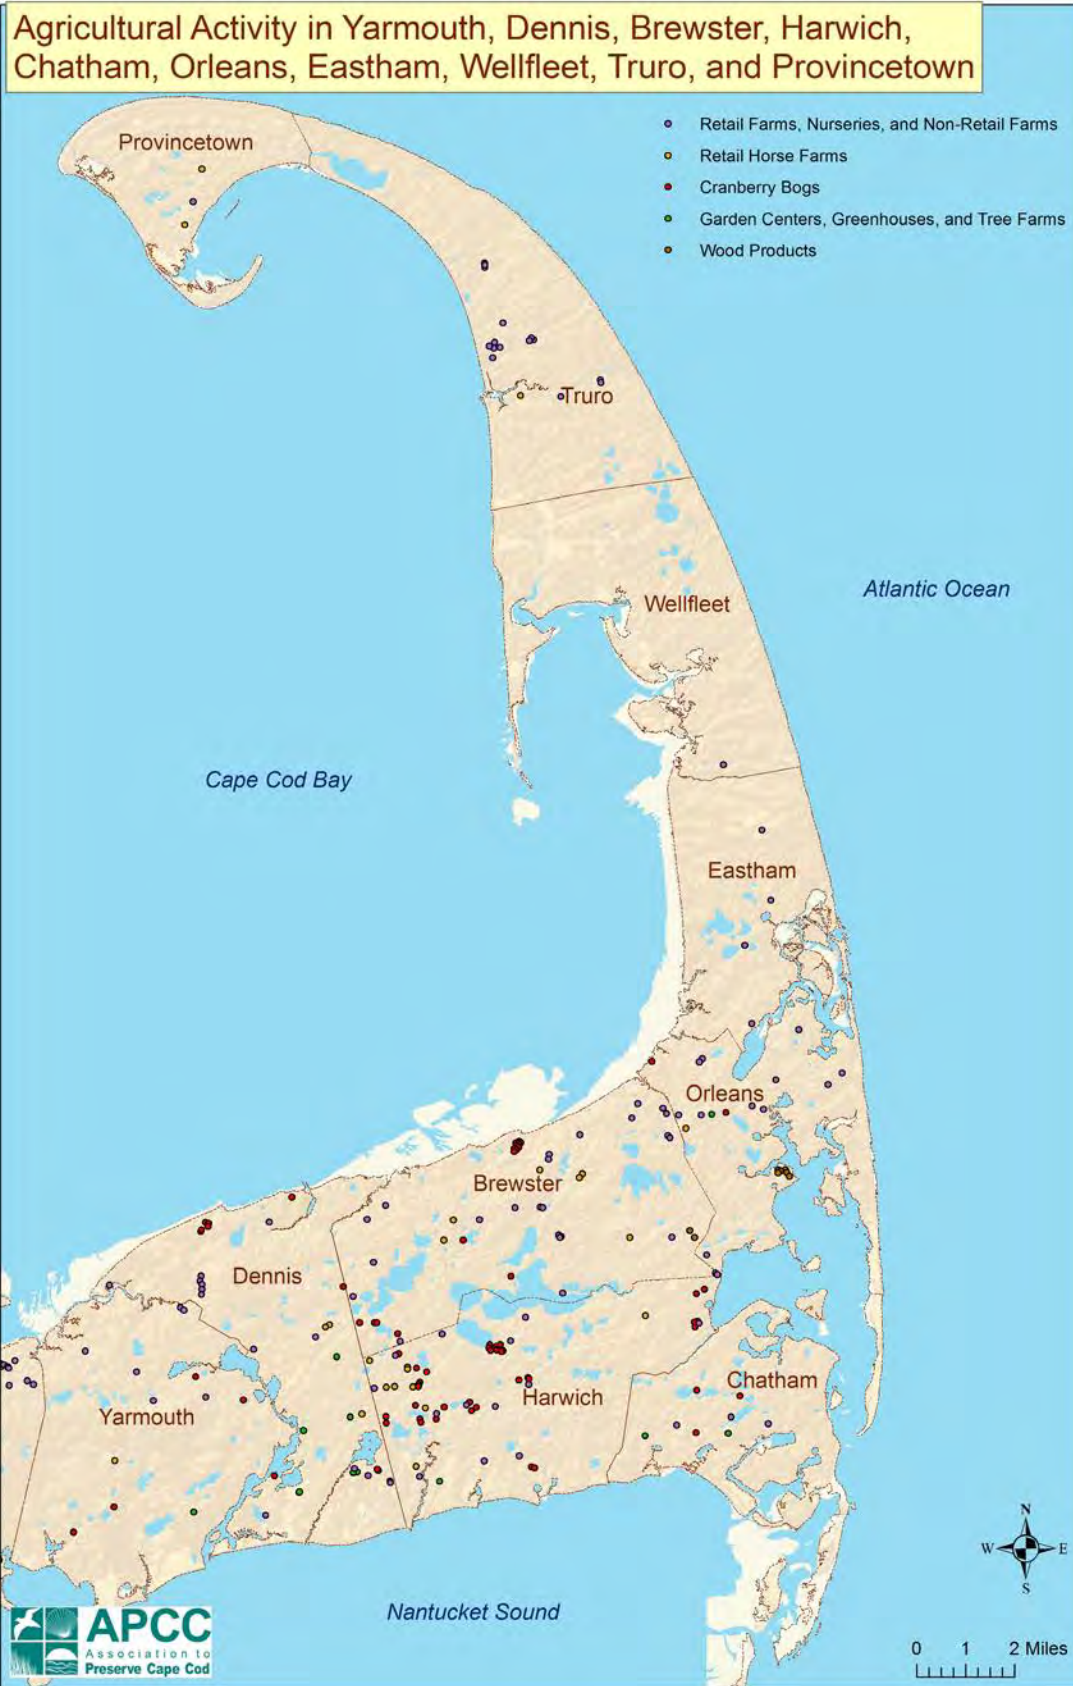 Agricultural Activity in Yarmouth, Dennis, Brewster, Harwich,
Chatham, Orleans, Eastham, Wellfleet, Truro, and Provincetown
Provincetown
Retail Farms, Nurseries, and Non-Retail Farms
Retail Horse Farms
Cranberry Bogs
Garden Centers, Greenhouses, and Tree Farms
Wood Products
Truro
Atlantic Ocean
Wellfleet
Cape Cod Bay
Eastham
Orleans
Brewster
Dennis
Chatham
Harwich
Yarmouth
N
W E
S
Nantucket Sound
APCC
Association to
Preserve Cape Cod
0 1 2 Miles